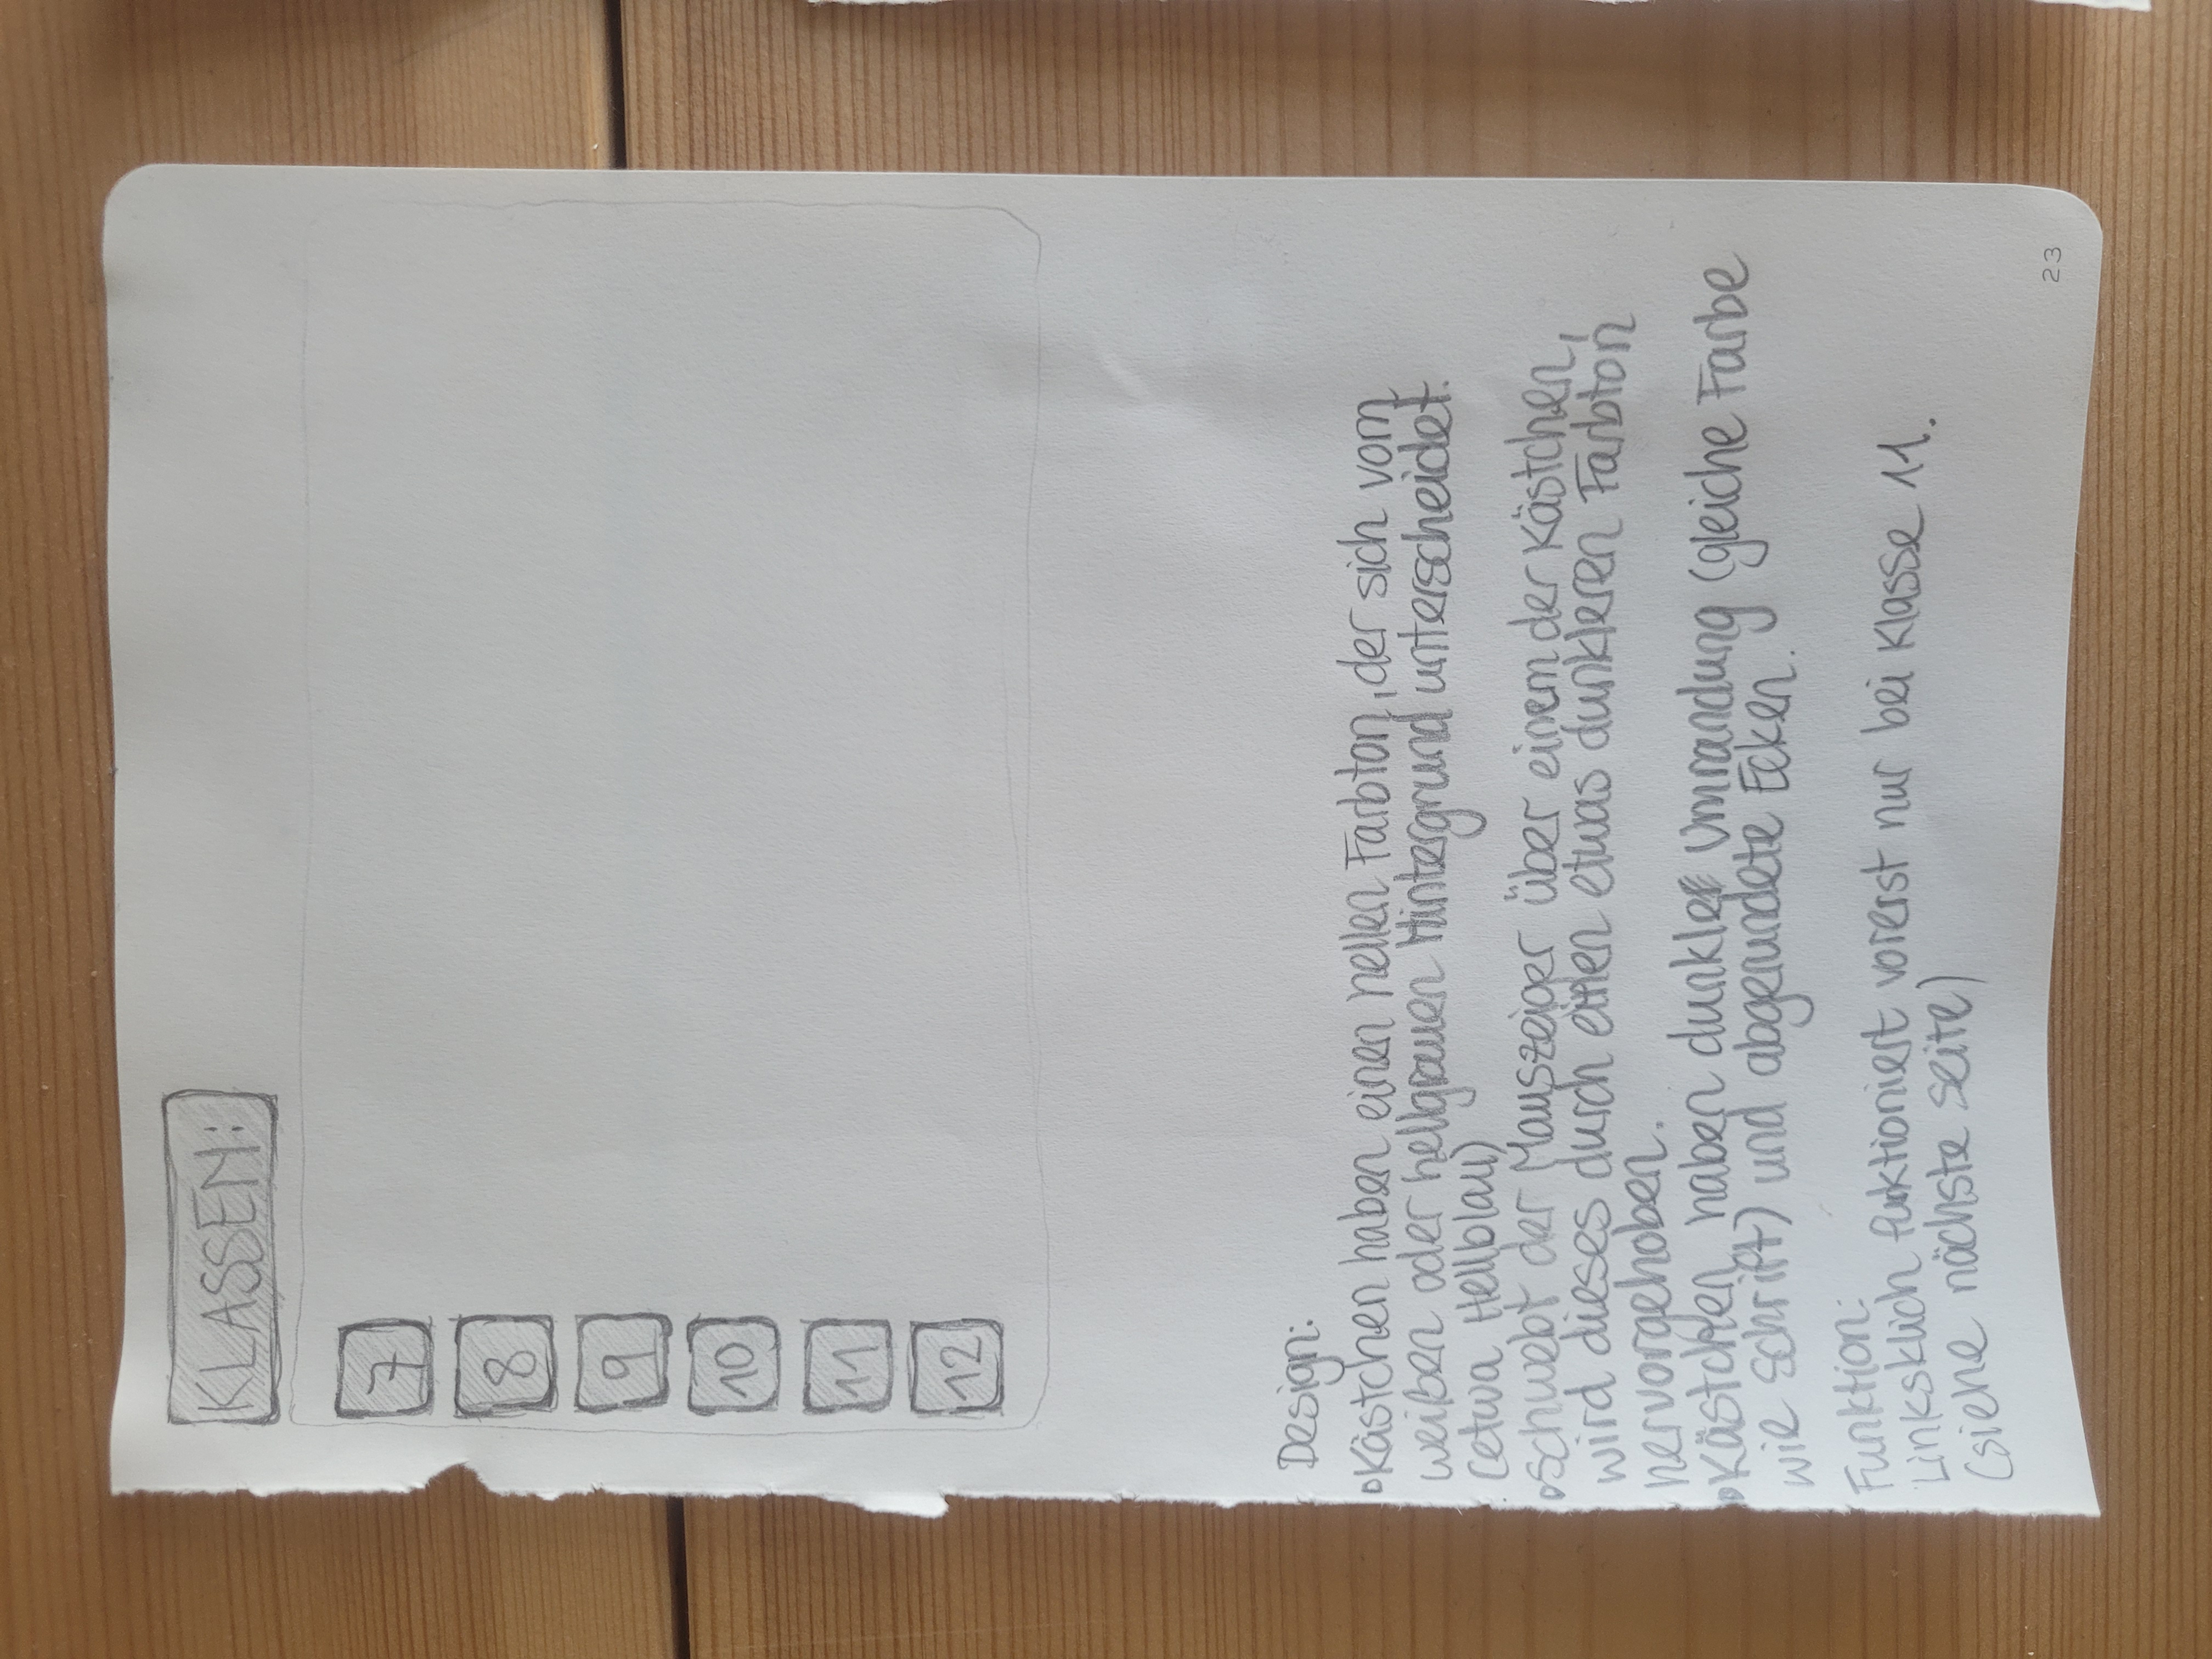 KLASSEN:
7
8
9
10
11
12
Design:
•Kästchen haben einen hellen Farbton, der sich vom
weißen oder hellgrauen Hintergrund unterscheidet.
(etwa Hellblau)
•Schwebt der Mauszeiger über einem der Kästchen,
wird dieses durch einen etwas dunkleren Farbton
hervorgehoben.
•Kästchen haben dunkle Umrandung (gleiche Farbe
wie Schrift) und abgerundete Ecken.
Funktion:
Linksklich funktioniert vorerst nur bei Klasse 11.
(siehe nächste Seite)
23